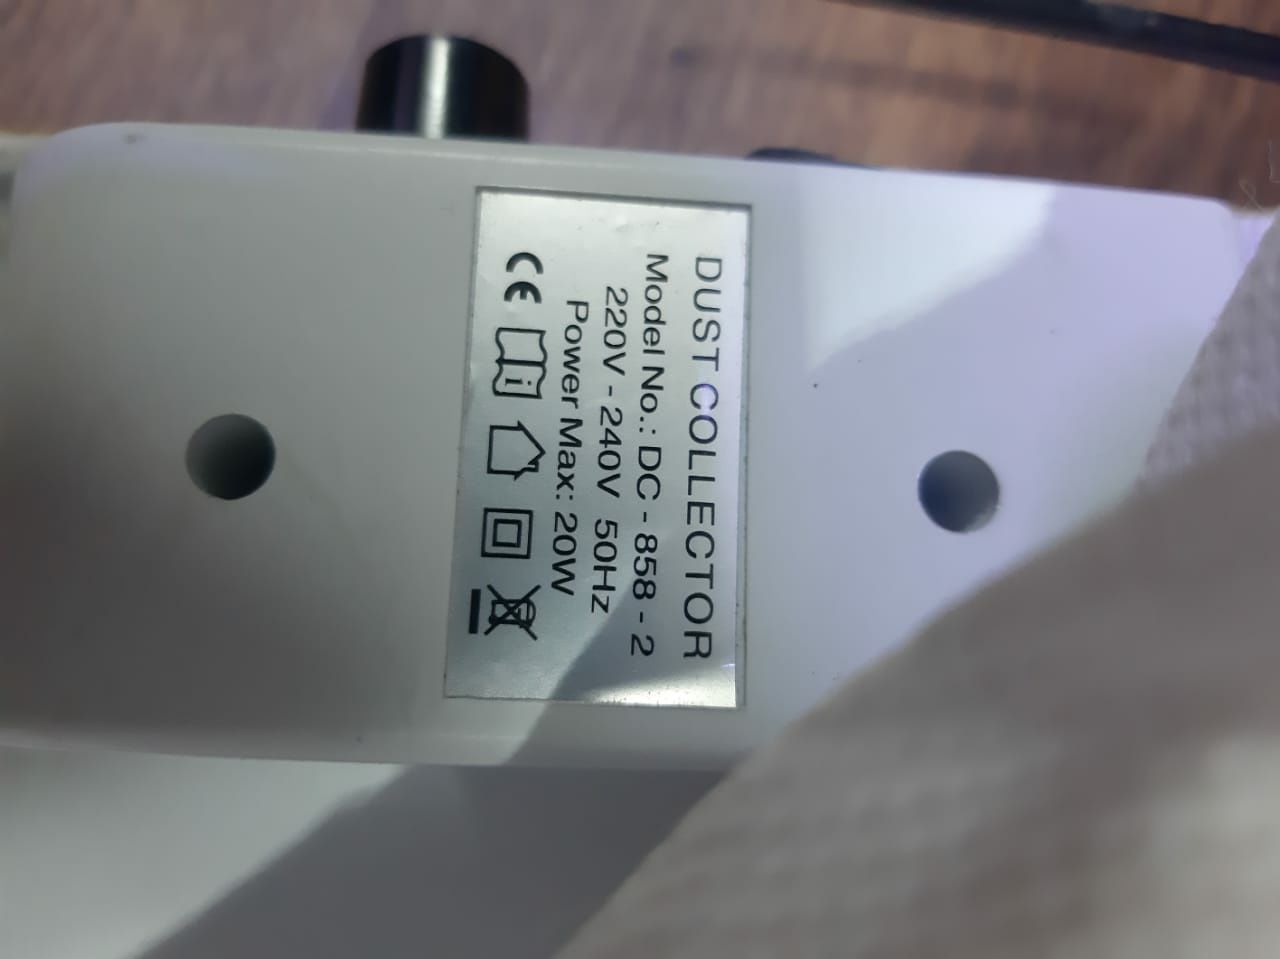 DUST COLLECTOR
Model No.: DC - 858 - 2
220V - 240V 50Hz
Power Max: 20W
CE